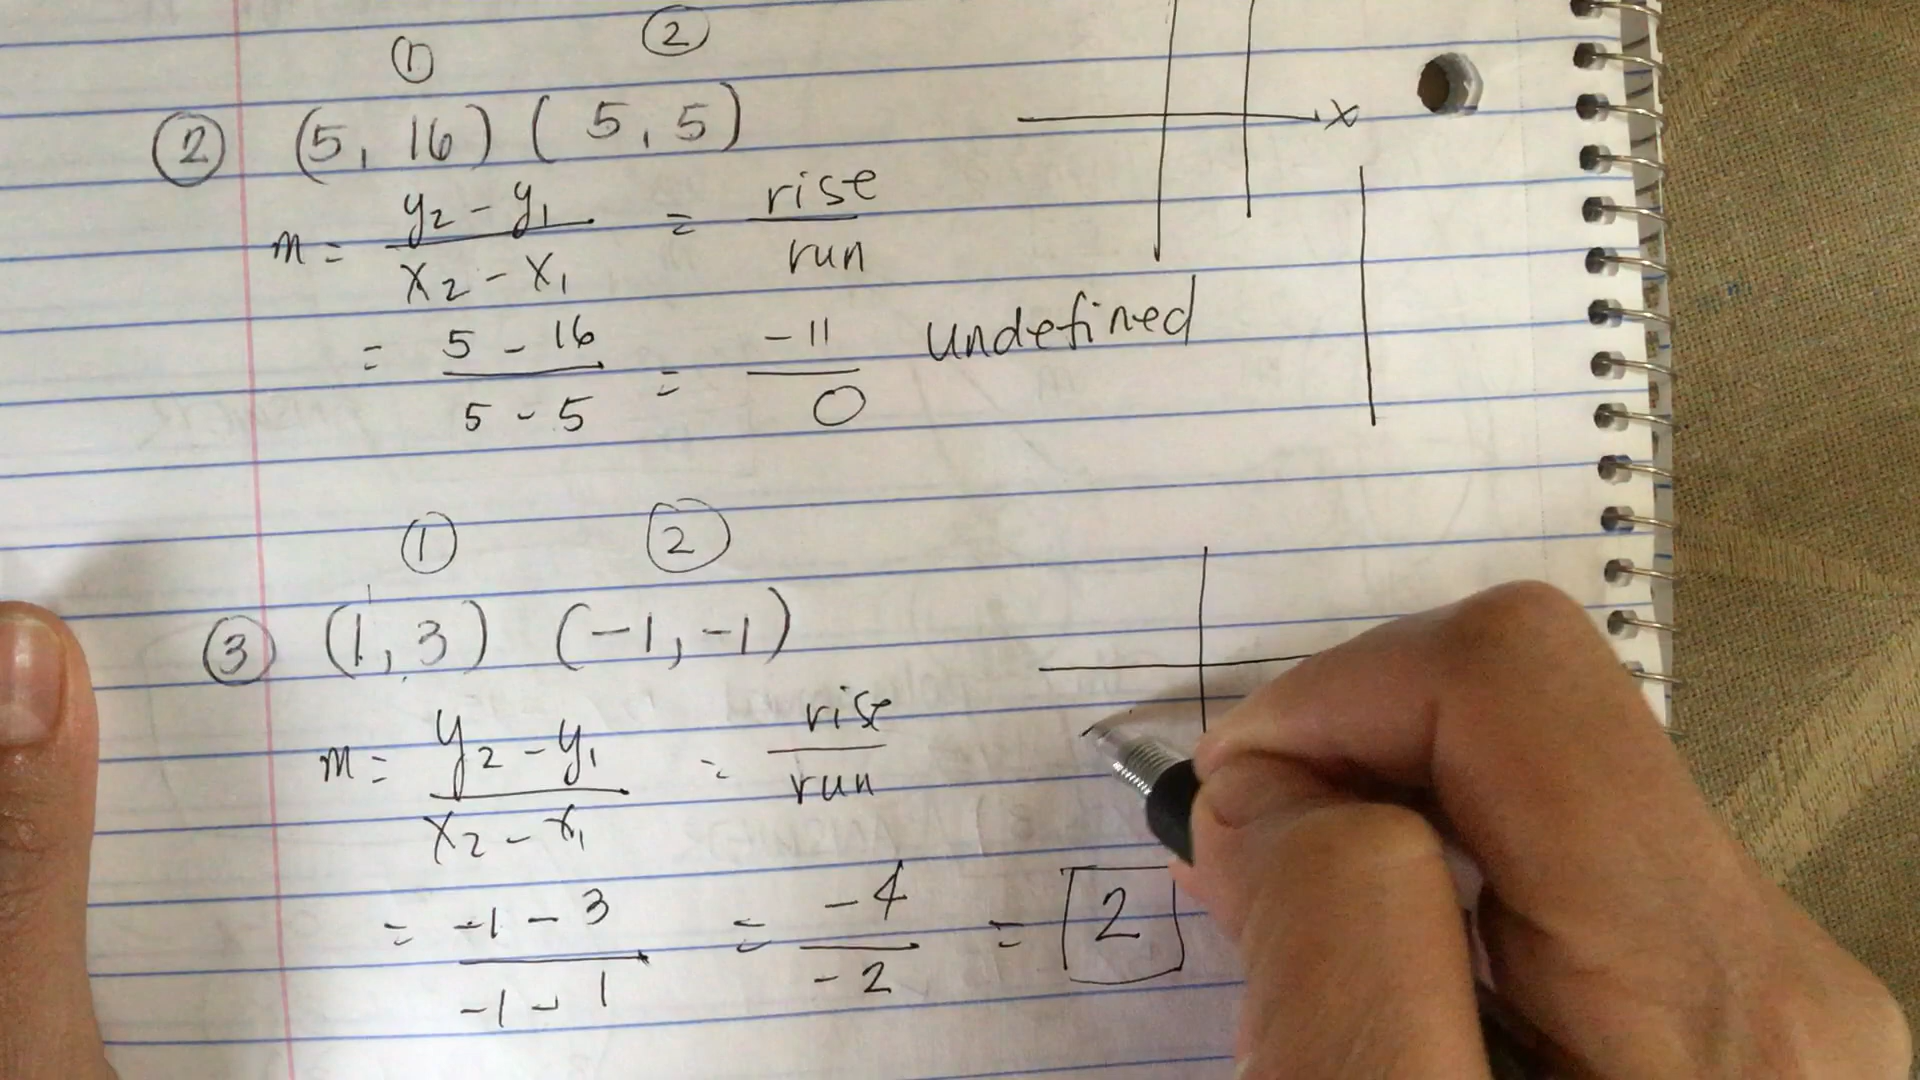 ① ②
② (5, 16) (5, 5)
x
m = y₂ - y₁ / x₂ - x₁ = rise / run
= 5 - 16 / 5 - 5 = -11 / 0 undefined
① ②
③ (1, 3) (-1, -1)
m = y₂ - y₁ / x₂ - x₁ = rise / run
= -1 - 3 / -1 - 1 = -4 / -2 = 2